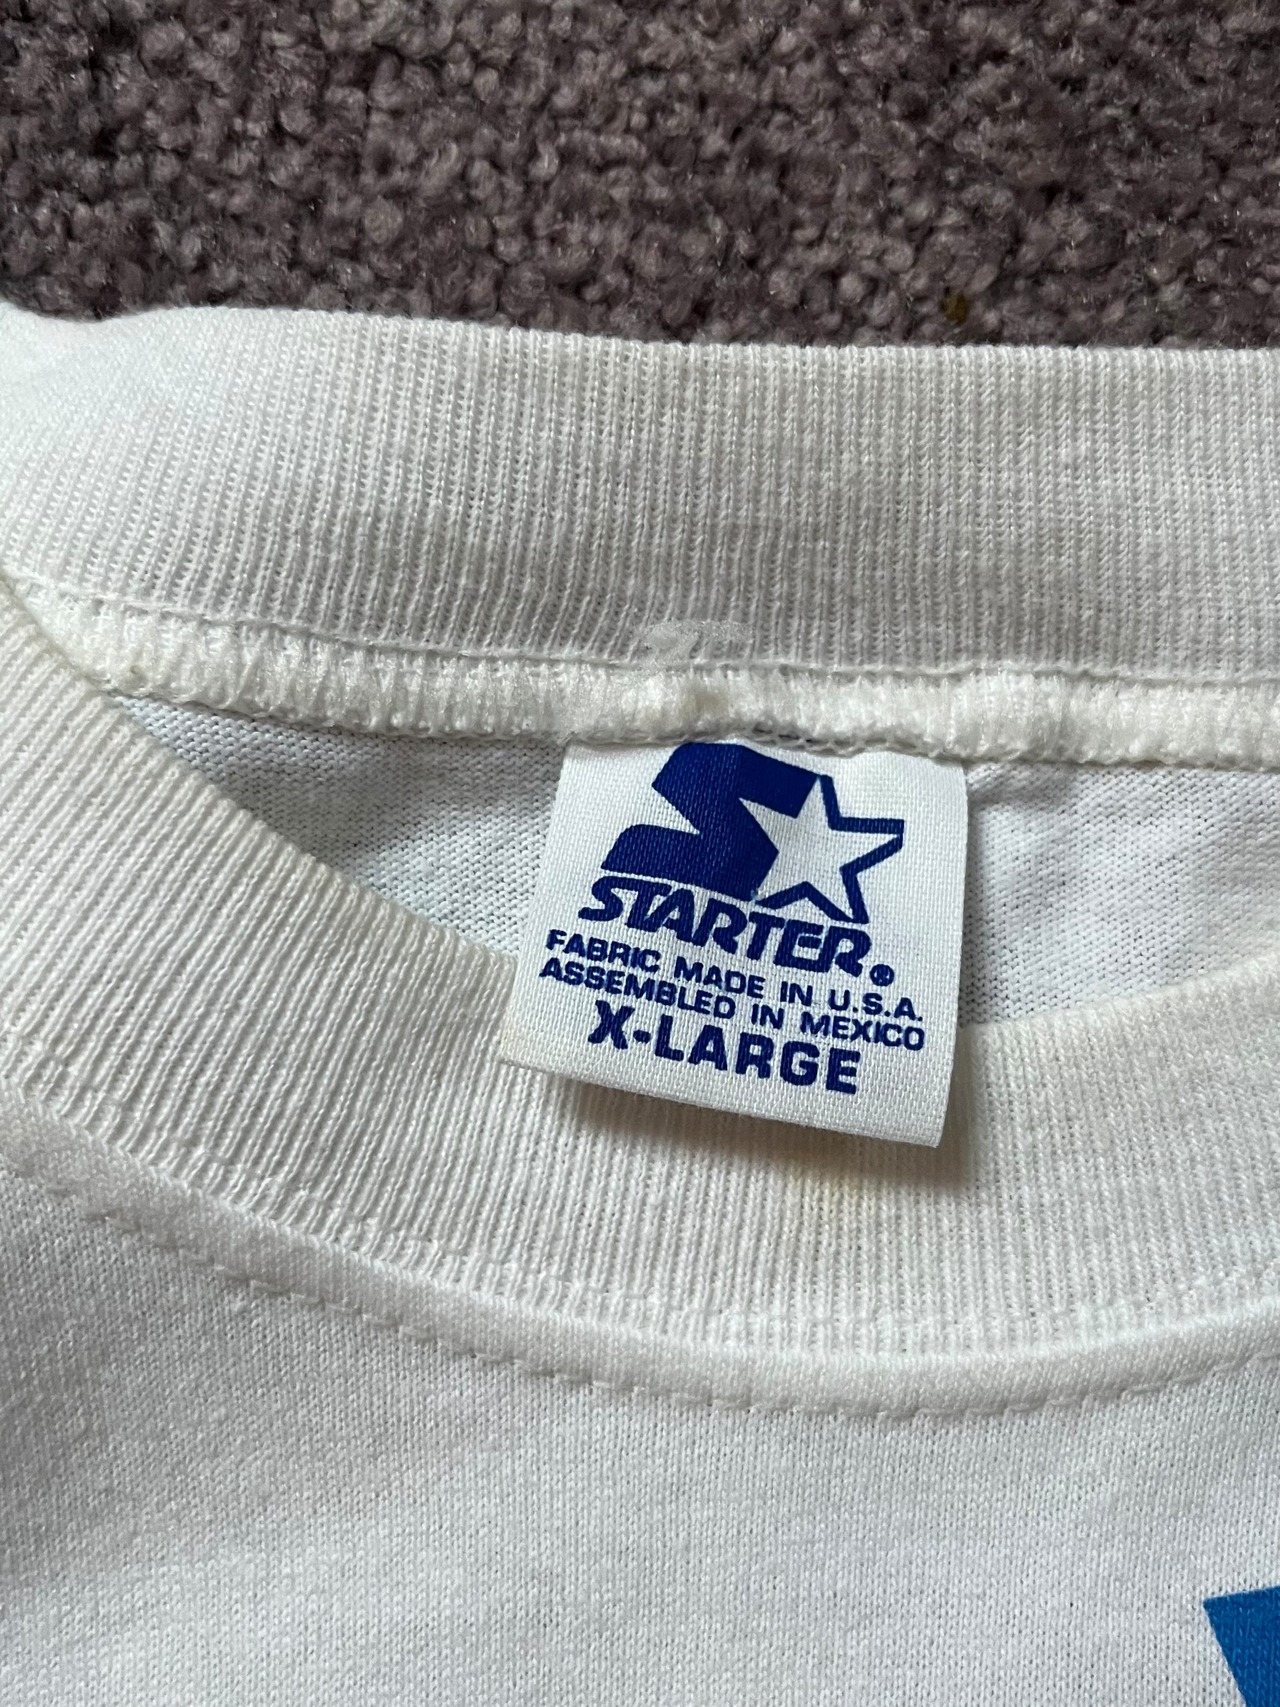 STARTER®
FABRIC MADE IN U.S.A.
ASSEMBLED IN MEXICO
X-LARGE